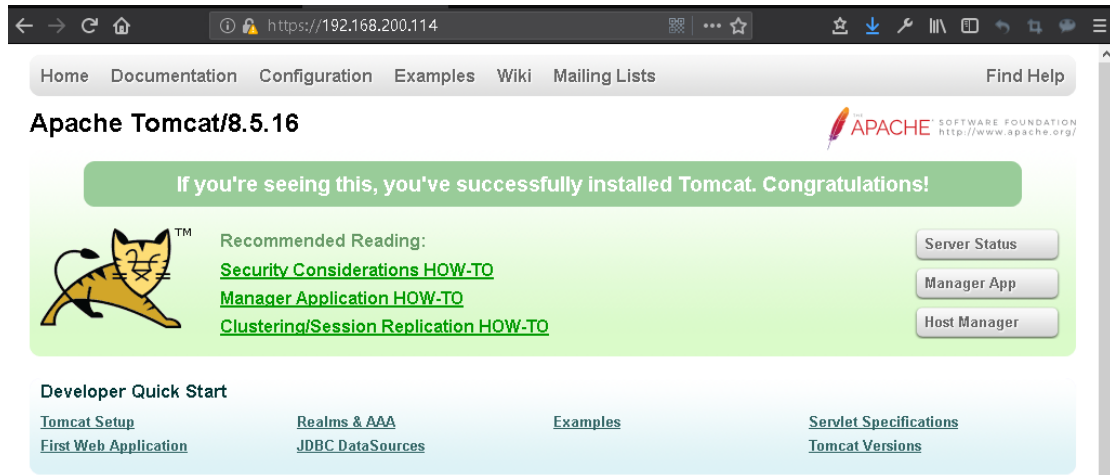 https://192.168.200.114
Home Documentation Configuration Examples Wiki Mailing Lists Find Help
Apache Tomcat/8.5.16
THE
APACHE® SOFTWARE FOUNDATION
http://www.apache.org/
If you're seeing this, you've successfully installed Tomcat. Congratulations!
TM
Recommended Reading:
Security Considerations HOW-TO
Manager Application HOW-TO
Clustering/Session Replication HOW-TO
Server Status
Manager App
Host Manager
Developer Quick Start
Tomcat Setup
First Web Application
Realms & AAA
JDBC DataSources
Examples
Servlet Specifications
Tomcat Versions